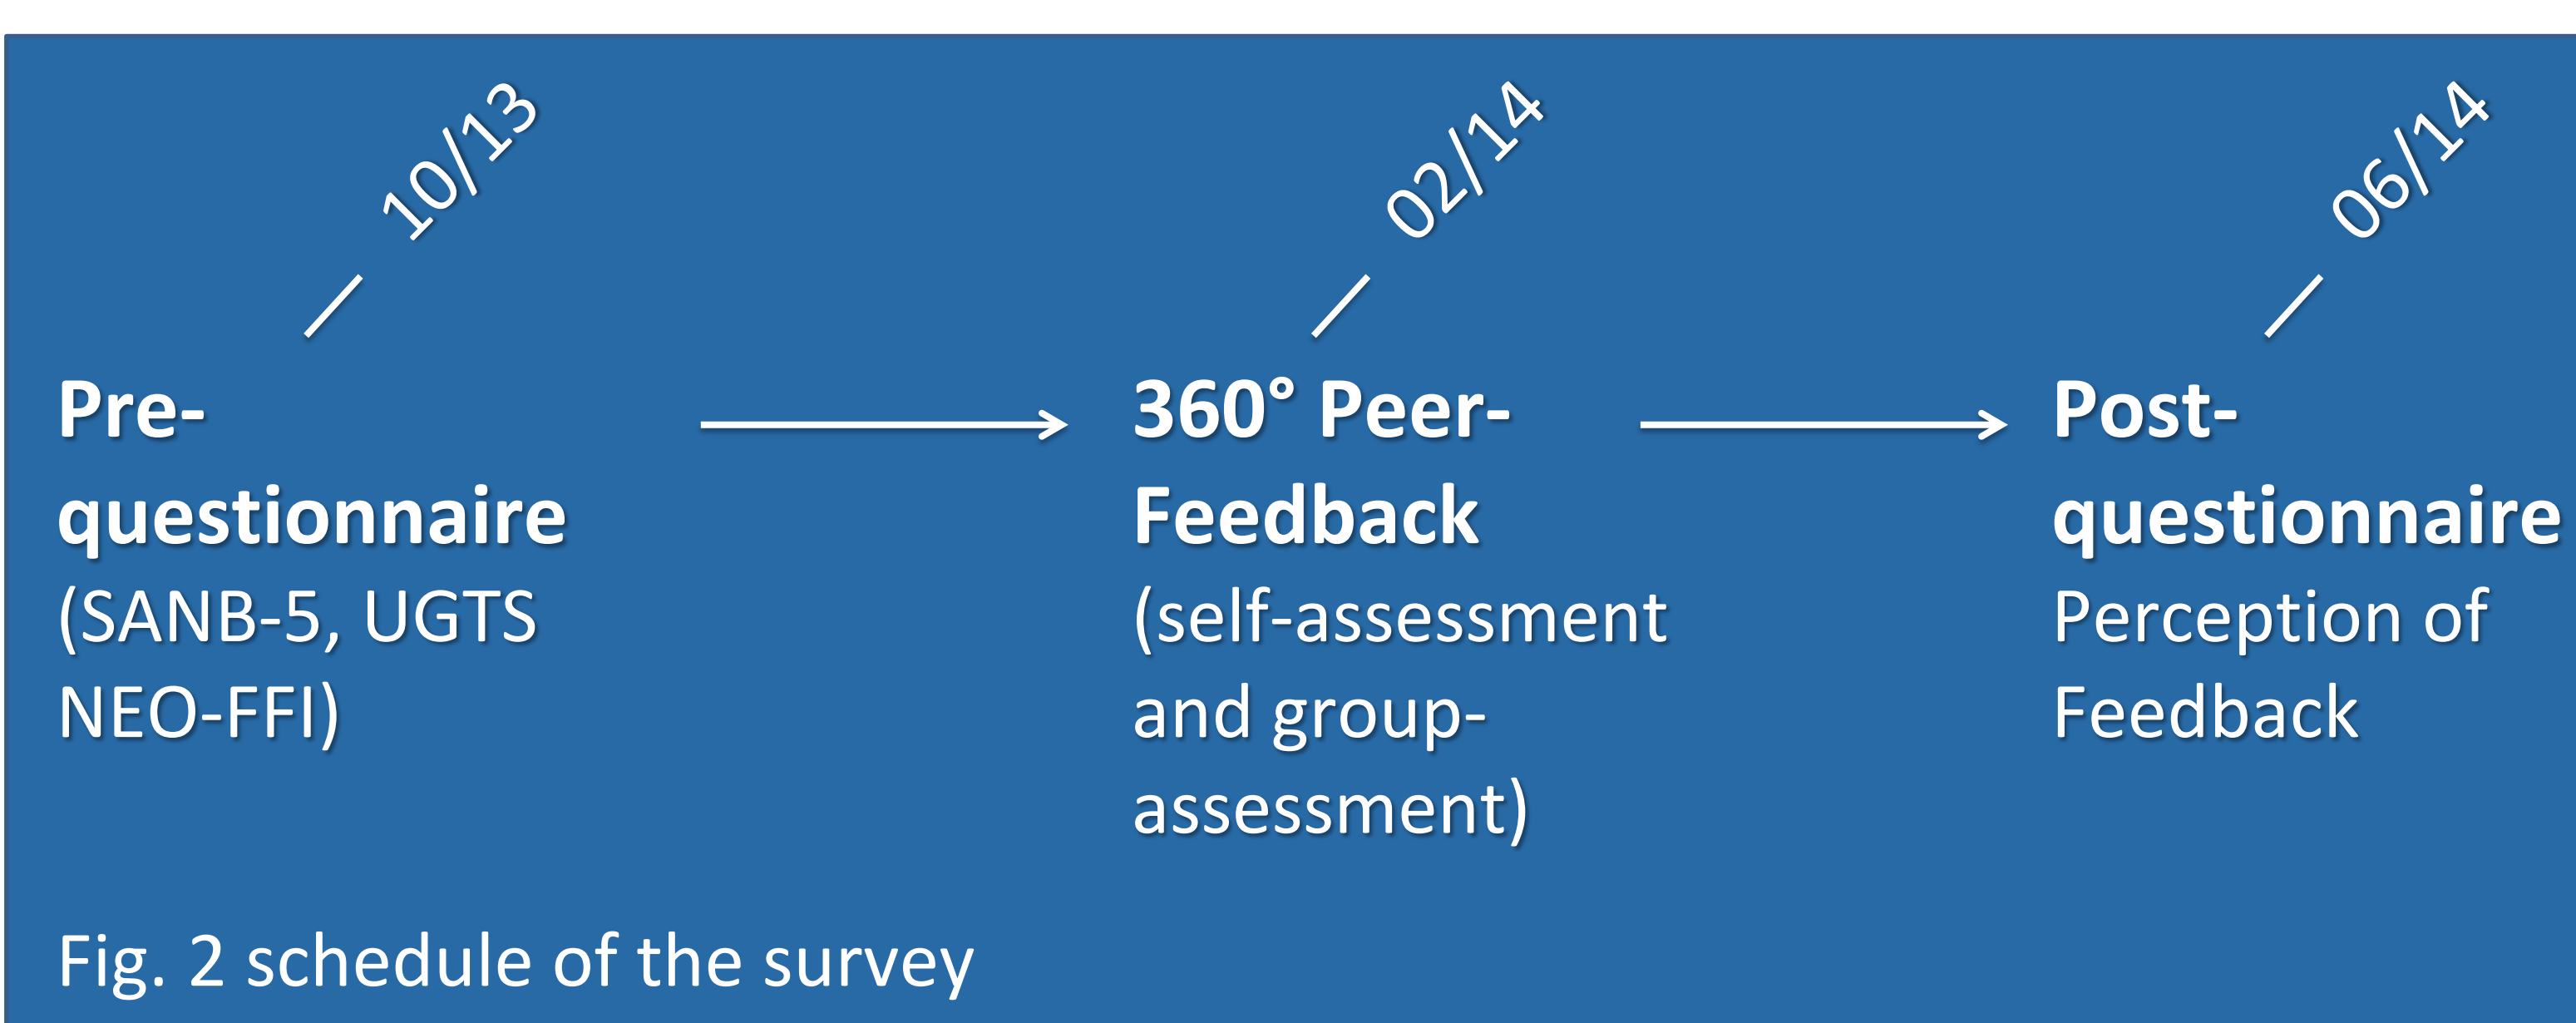 10/13
Pre-
questionnaire
(SANB-5, UGTS
NEO-FFI)
02/14
360° Peer-
Feedback
(self-assessment
and group-
assessment)
06/14
Post-
questionnaire
Perception of
Feedback
Fig. 2 schedule of the survey